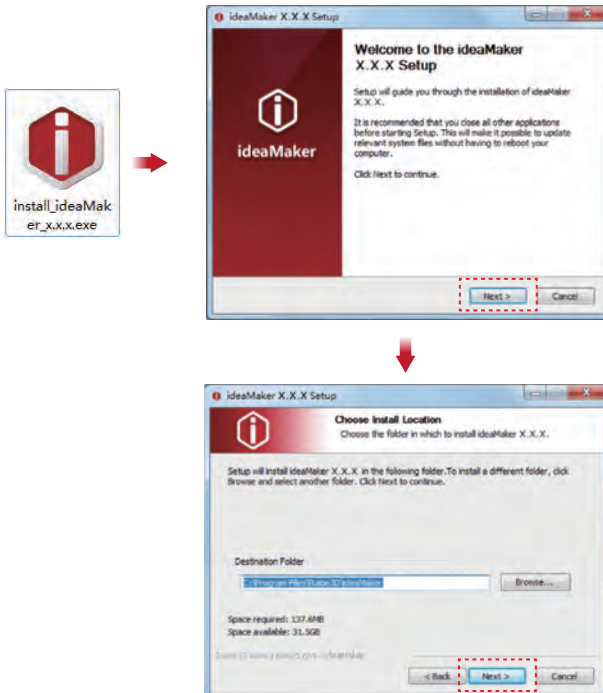 ideaMaker X.X.X Setup
Welcome to the ideaMaker
X.X.X Setup
Setup will guide you through the installation of ideaMaker
X.X.X.
It is recommended that you close all other applications
before starting Setup. This will make it possible to update
relevant system files without having to reboot your
computer.
Click Next to continue.
ideaMaker
install_ideaMak
er_x.x.x.exe
Next >
Cancel
ideaMaker X.X.X Setup
Choose Install Location
Choose the folder in which to install ideaMaker X.X.X.
Setup will install ideaMaker X.X.X in the following folder.To install a different folder, click
Browse and select another folder. Click Next to continue.
Destination Folder
C:\Program Files\Raise3D\ideaMaker
Browse...
Space required: 137.6MB
Space available: 31.5GB
< Back
Next >
Cancel